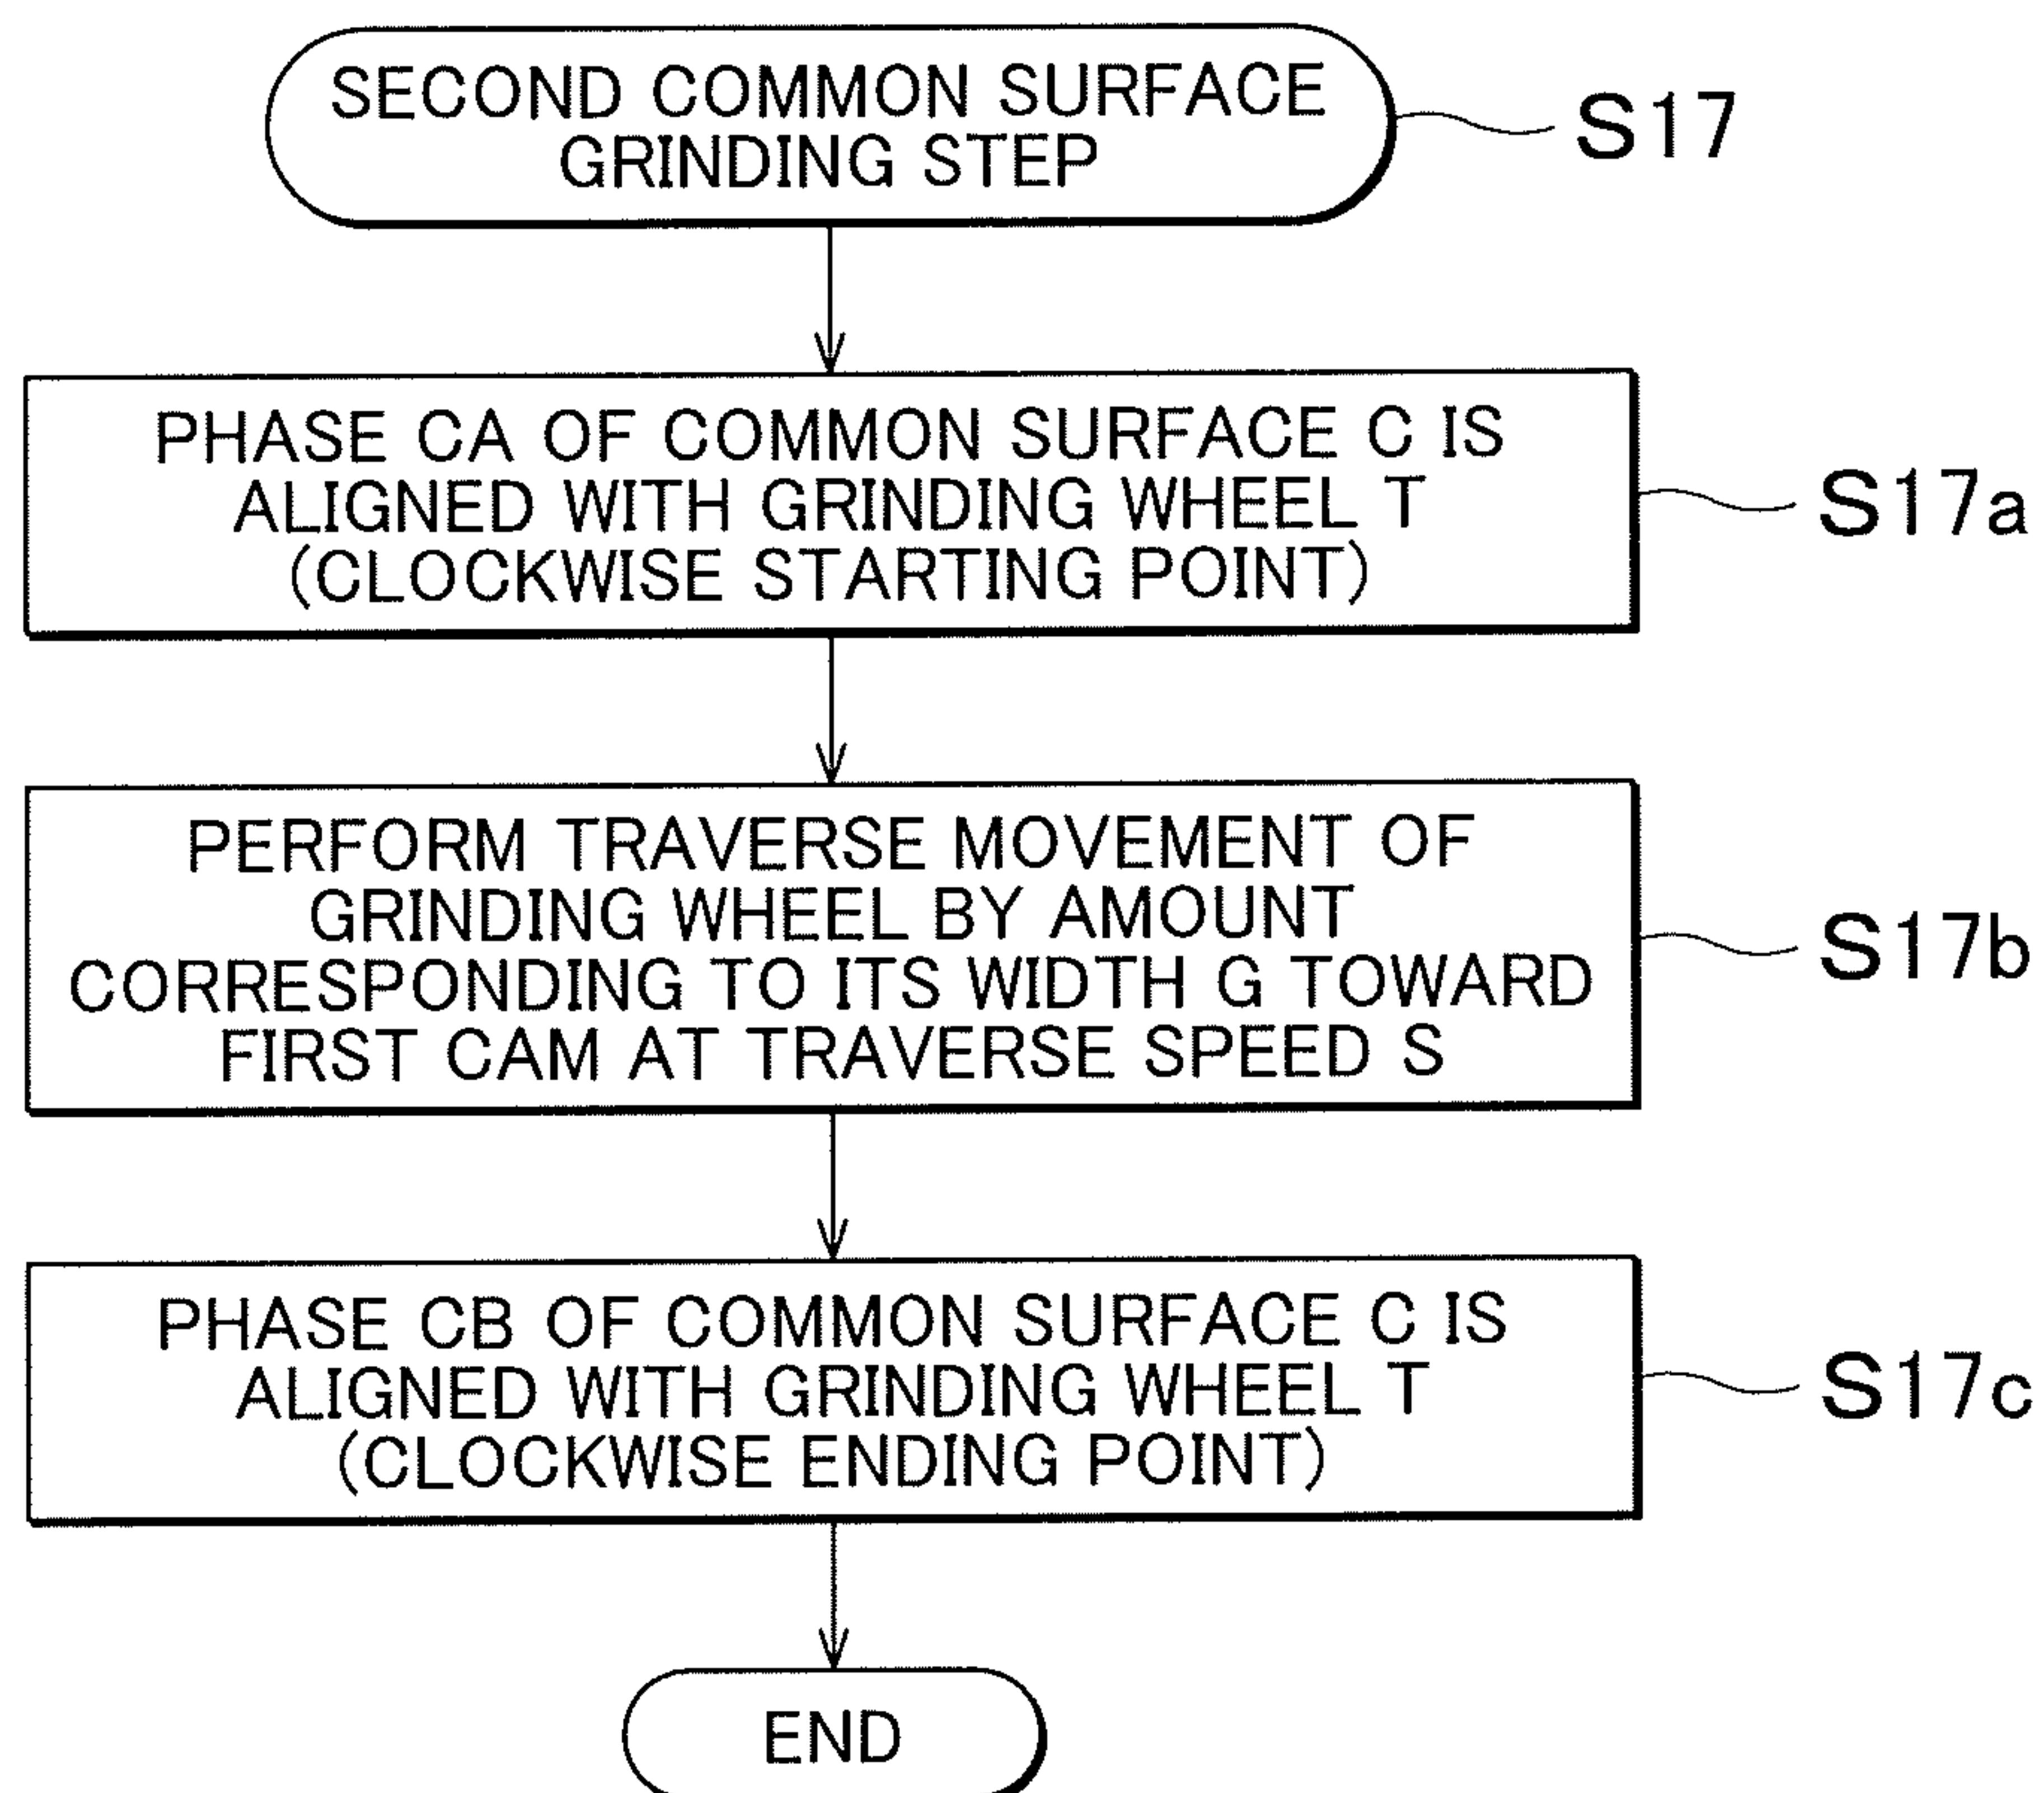 SECOND COMMON SURFACE
GRINDING STEP
S17
PHASE CA OF COMMON SURFACE C IS
ALIGNED WITH GRINDING WHEEL T
(CLOCKWISE STARTING POINT)
S17a
PERFORM TRAVERSE MOVEMENT OF
GRINDING WHEEL BY AMOUNT
CORRESPONDING TO ITS WIDTH G TOWARD
FIRST CAM AT TRAVERSE SPEED S
S17b
PHASE CB OF COMMON SURFACE C IS
ALIGNED WITH GRINDING WHEEL T
(CLOCKWISE ENDING POINT)
S17c
END